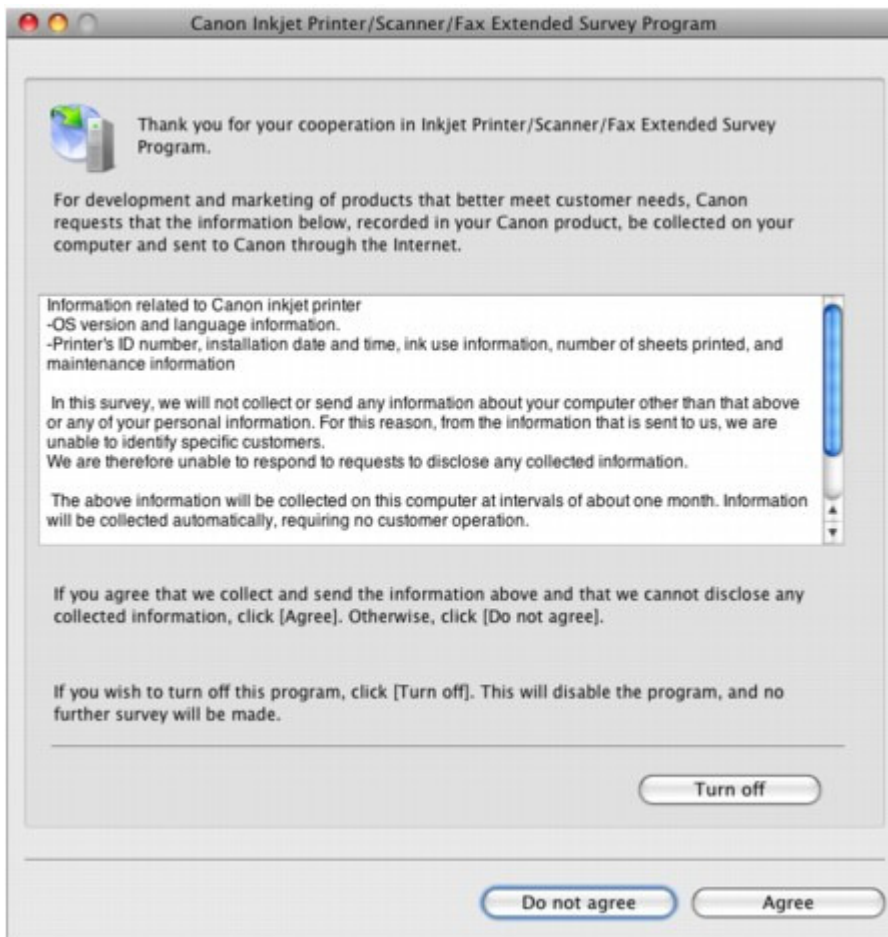 Canon Inkjet Printer/Scanner/Fax Extended Survey Program
Thank you for your cooperation in Inkjet Printer/Scanner/Fax Extended Survey
Program.
For development and marketing of products that better meet customer needs, Canon
requests that the information below, recorded in your Canon product, be collected on your
computer and sent to Canon through the Internet.
Information related to Canon inkjet printer
-OS version and language information.
-Printer's ID number, installation date and time, ink use information, number of sheets printed, and
maintenance information
In this survey, we will not collect or send any information about your computer other than that above
or any of your personal information. For this reason, from the information that is sent to us, we are
unable to identify specific customers.
We are therefore unable to respond to requests to disclose any collected information.
The above information will be collected on this computer at intervals of about one month. Information
will be collected automatically, requiring no customer operation.
If you agree that we collect and send the information above and that we cannot disclose any
collected information, click [Agree]. Otherwise, click [Do not agree].
If you wish to turn off this program, click [Turn off]. This will disable the program, and no
further survey will be made.
Turn off
Do not agree
Agree